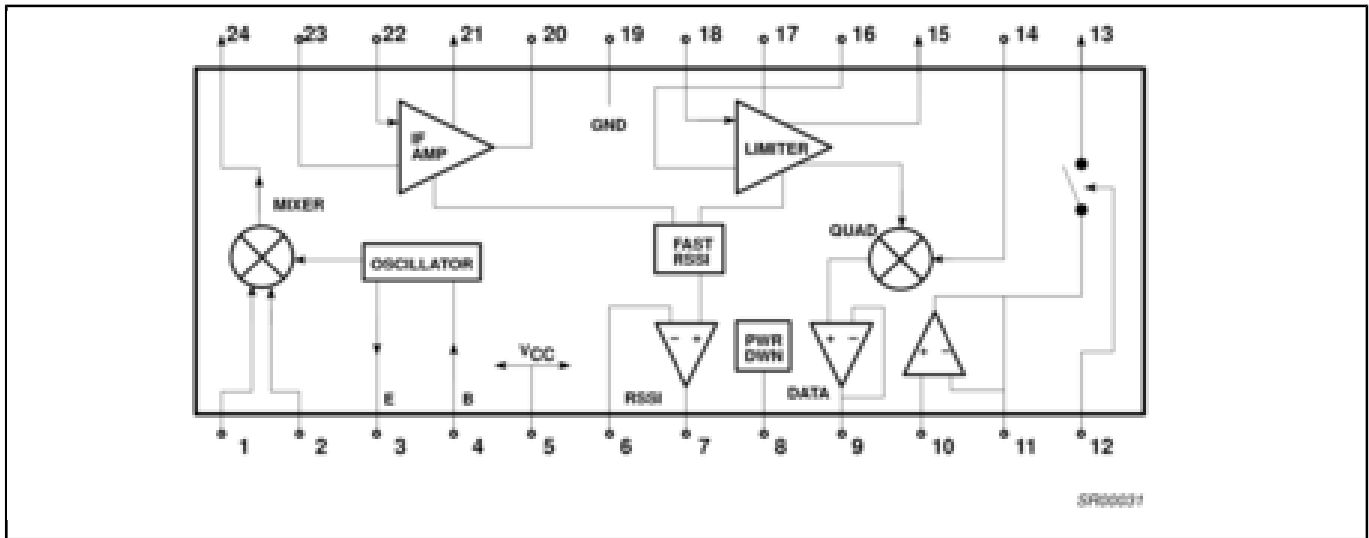 24 23 22 21 20 19 18 17 16 15 14 13
IF
AMP
GND
LIMITER
MIXER
OSCILLATOR
FAST
RSSI
QUAD
VCC
− +
PWR
DWN
+ −
+ −
E B
RSSI
DATA
1 2 3 4 5 6 7 8 9 10 11 12
SR00031